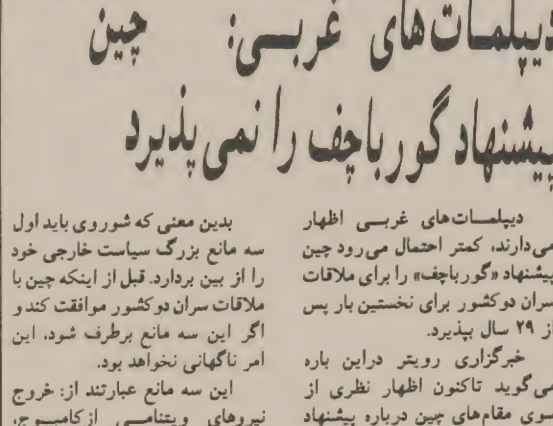 دیپلمات‌های غربی: چین
پیشنهاد گورباچف را نمی‌پذیرد
دیپلمات‌های غربی اظهار
می‌دارند، کمتر احتمال می‌رود چین
پیشنهاد «گورباچف» را برای ملاقات
سران دوکشور برای نخستین بار پس
از ۲۹ سال بپذیرد.
خبرگزاری رویتر دراین باره
می‌گوید تاکنون اظهار نظری از
سوی مقام‌های چین درباره پیشنهاد
بدین معنی که شوروی باید اول
سه مانع بزرگ سیاست خارجی خود
را از بین بردارد. قبل از اینکه چین با
ملاقات سران دوکشور موافقت کند و
اگر این سه مانع برطرف شود، این
امر ناگهانی نخواهد بود.
این سه مانع عبارتند از: خروج
نیروهای ویتنامی از کامبوج،